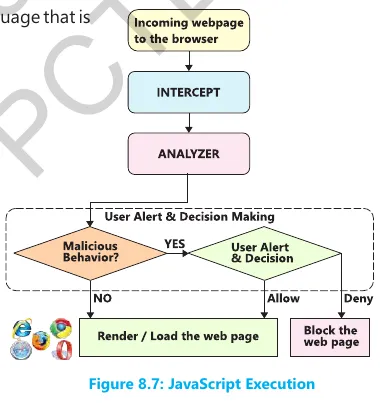 uage that is
Incoming webpage
to the browser
INTERCEPT
ANALYZER
User Alert & Decision Making
Malicious
Behavior?
YES
User Alert
& Decision
NO
Allow
Deny
Render / Load the web page
Block the
web page
Figure 8.7: JavaScript Execution
PCTB